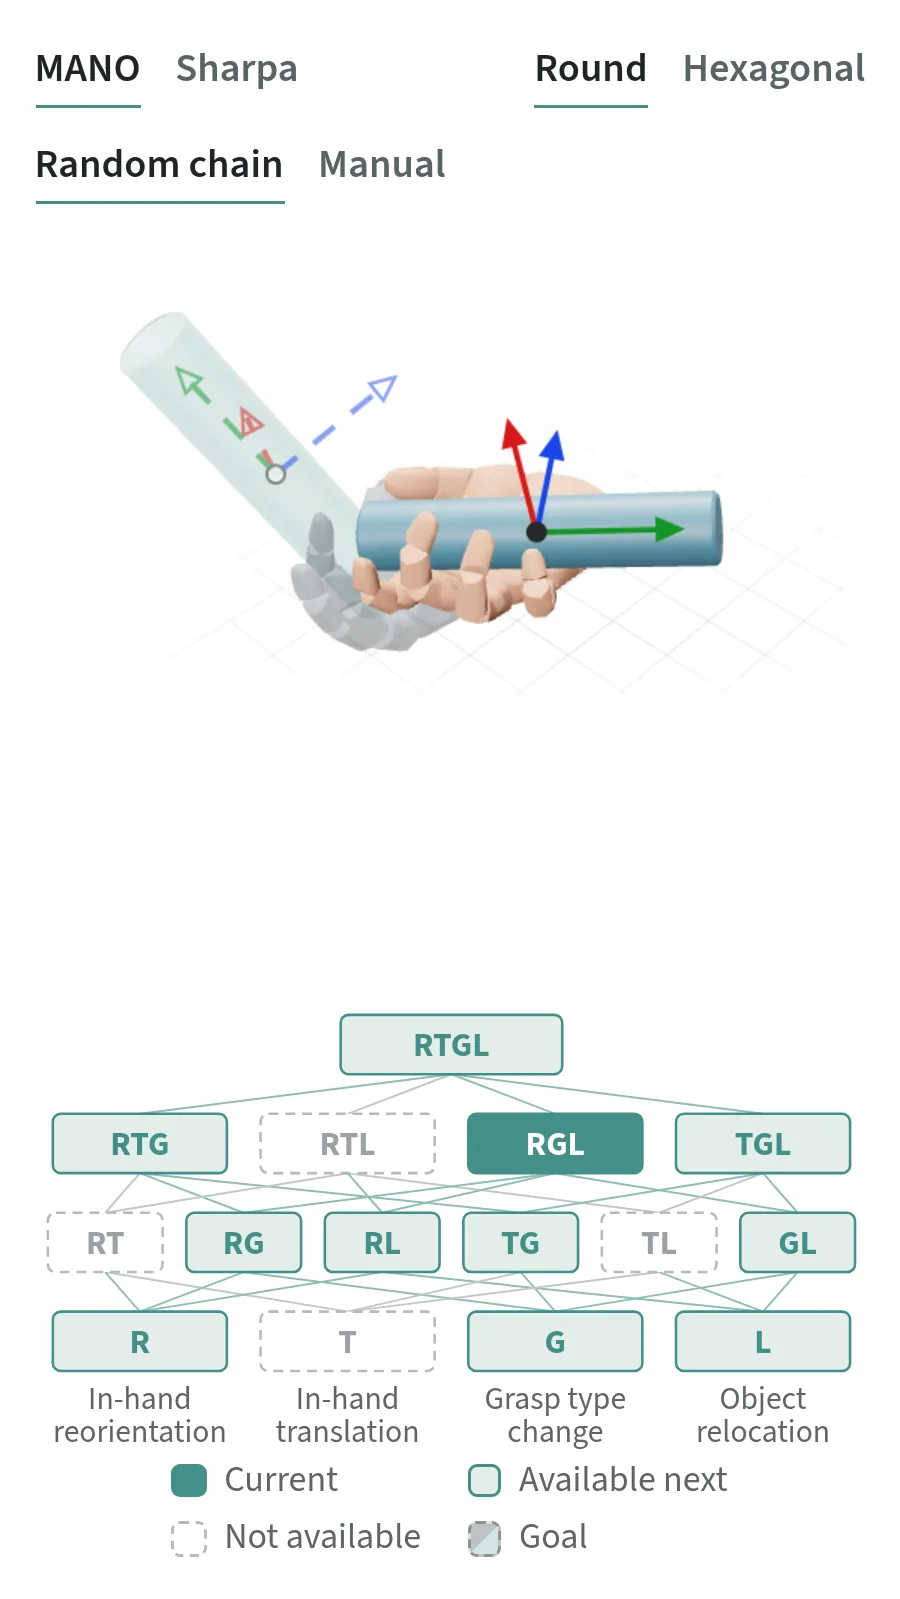 MANO Sharpa Round Hexagonal
Random chain Manual
RTGL
RTG RTL RGL TGL
RT RG RL TG TL GL
R T G L
In-hand reorientation
In-hand translation
Grasp type change
Object relocation
Current Available next
Not available Goal